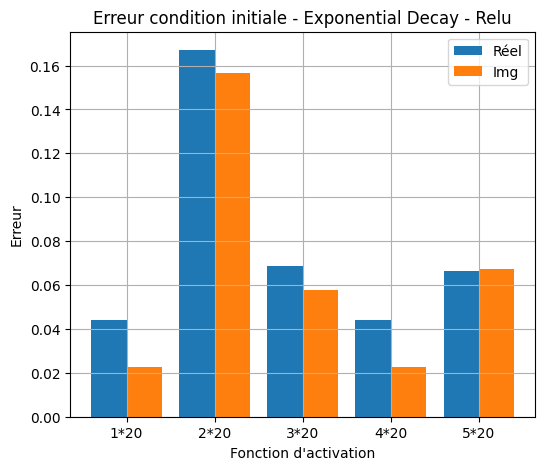 Erreur condition initiale - Exponential Decay - Relu
Réel
Img
0.16
0.14
0.12
0.10
0.08
0.06
0.04
0.02
0.00
Erreur
1*20 2*20 3*20 4*20 5*20
Fonction d'activation